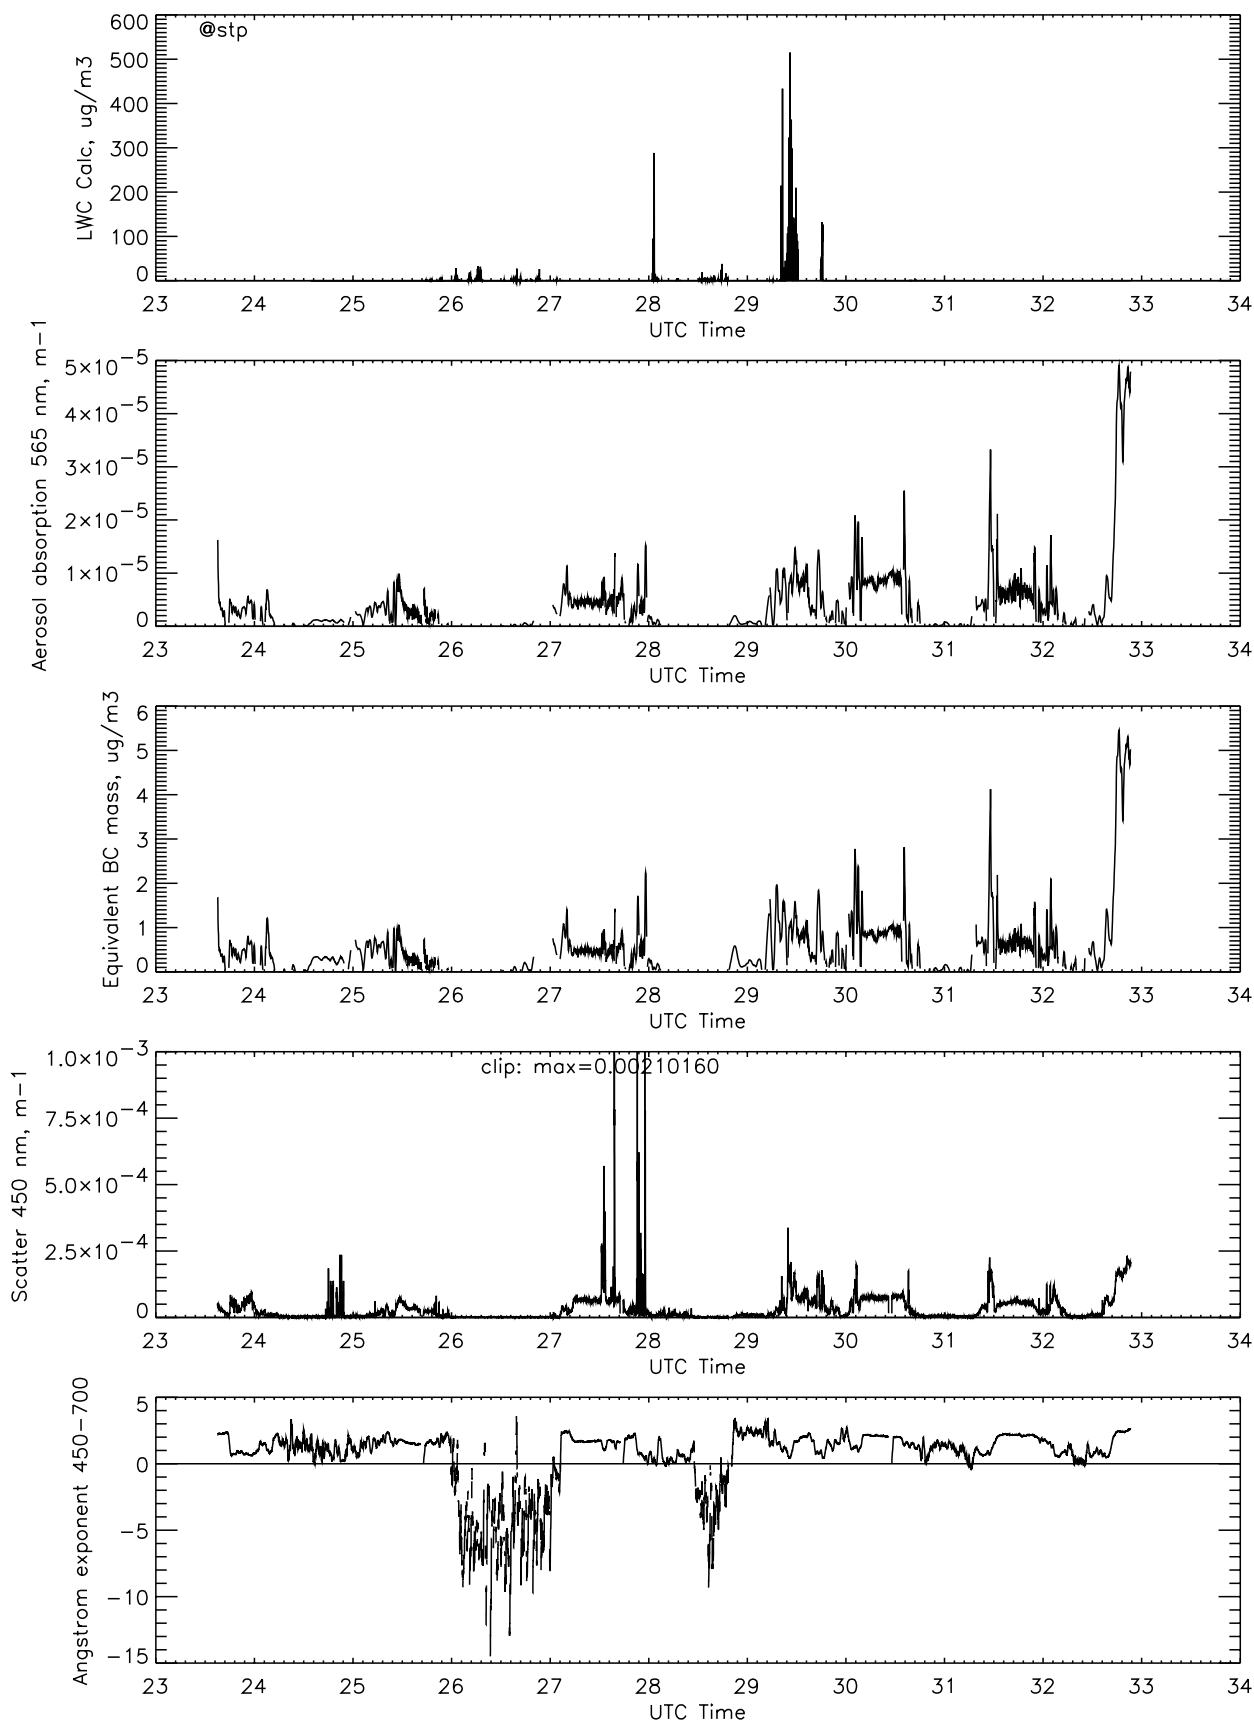 @stp
LWC Calc, ug/m3
600
500
400
300
200
100
0
23 24 25 26 27 28 29 30 31 32 33 34
UTC Time
Aerosol absorption 565 nm, m−1
5×10−5
4×10−5
3×10−5
2×10−5
1×10−5
0
23 24 25 26 27 28 29 30 31 32 33 34
UTC Time
Equivalent BC mass, ug/m3
6
5
4
3
2
1
0
23 24 25 26 27 28 29 30 31 32 33 34
UTC Time
Scatter 450 nm, m−1
clip: max=0.00210160
1.0×10−3
7.5×10−4
5.0×10−4
2.5×10−4
0
23 24 25 26 27 28 29 30 31 32 33 34
UTC Time
Angstrom exponent 450−700
5
0
−5
−10
−15
23 24 25 26 27 28 29 30 31 32 33 34
UTC Time